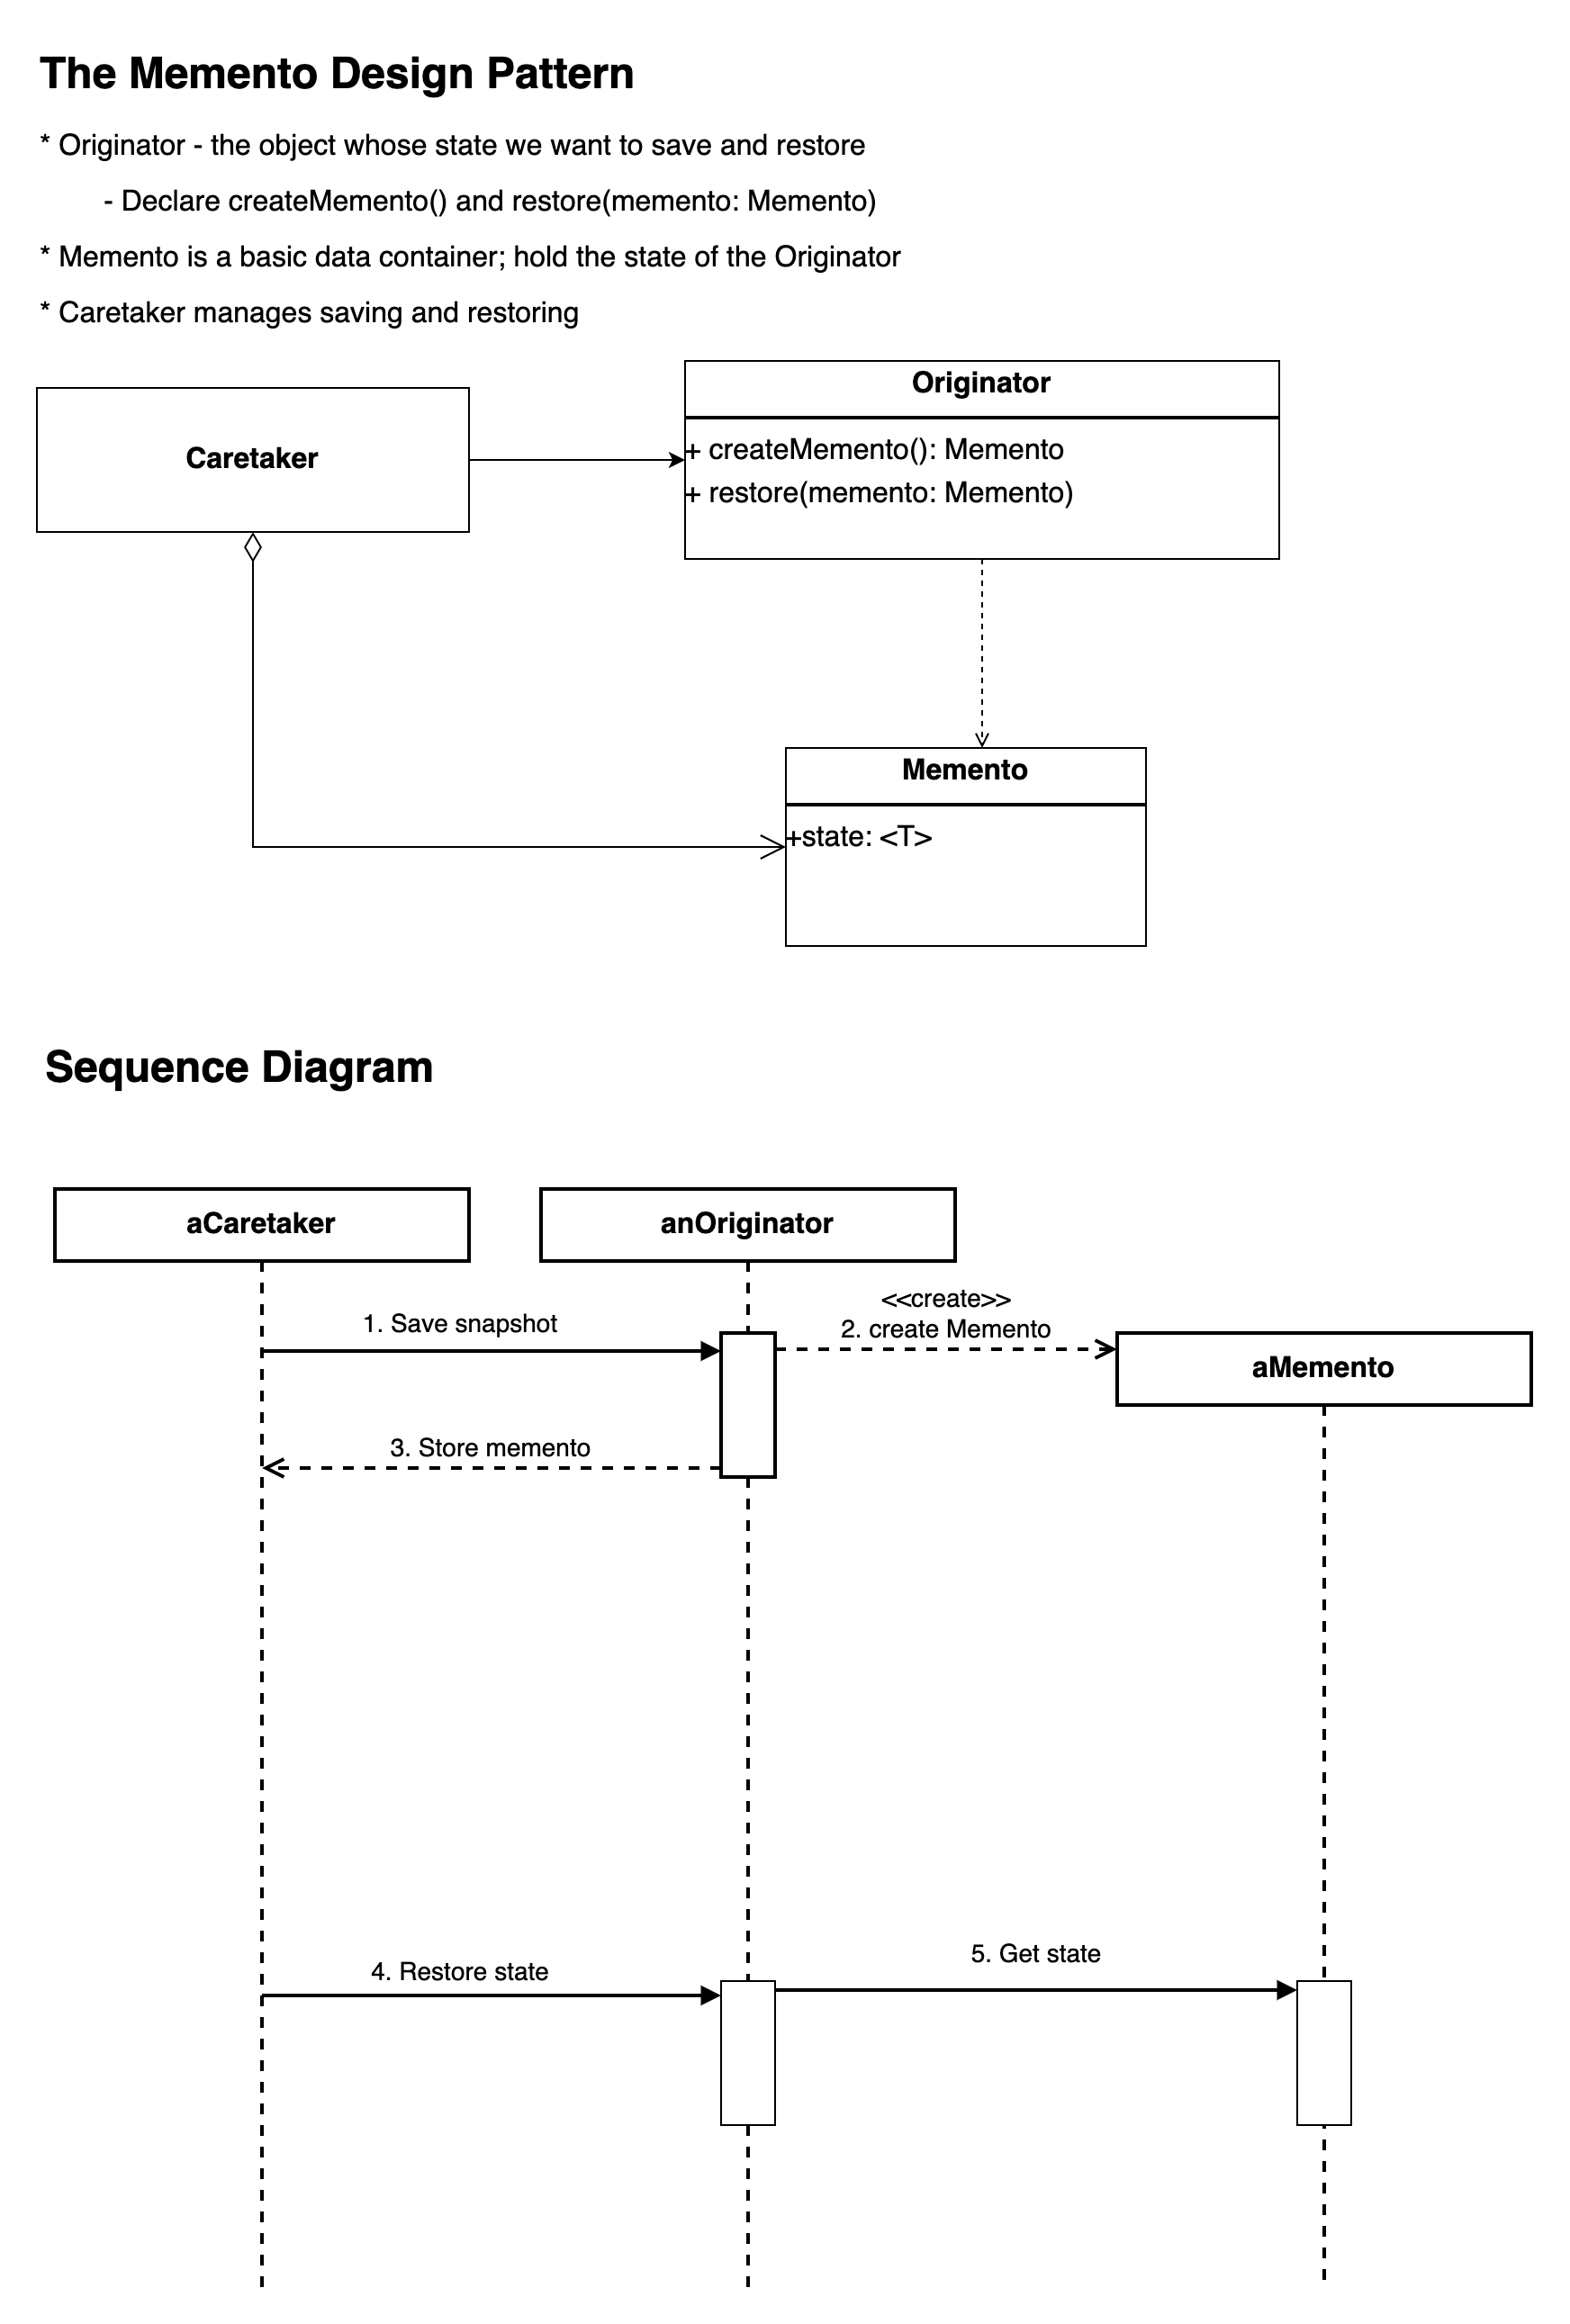 The Memento Design Pattern
* Originator - the object whose state we want to save and restore
- Declare createMemento() and restore(memento: Memento)
* Memento is a basic data container; hold the state of the Originator
* Caretaker manages saving and restoring
Originator
Caretaker
+ createMemento(): Memento
+ restore(memento: Memento)
Memento
+state: <T>
Sequence Diagram
aCaretaker
anOriginator
<<create>>
1. Save snapshot
2. create Memento
aMemento
3. Store memento
5. Get state
4. Restore state